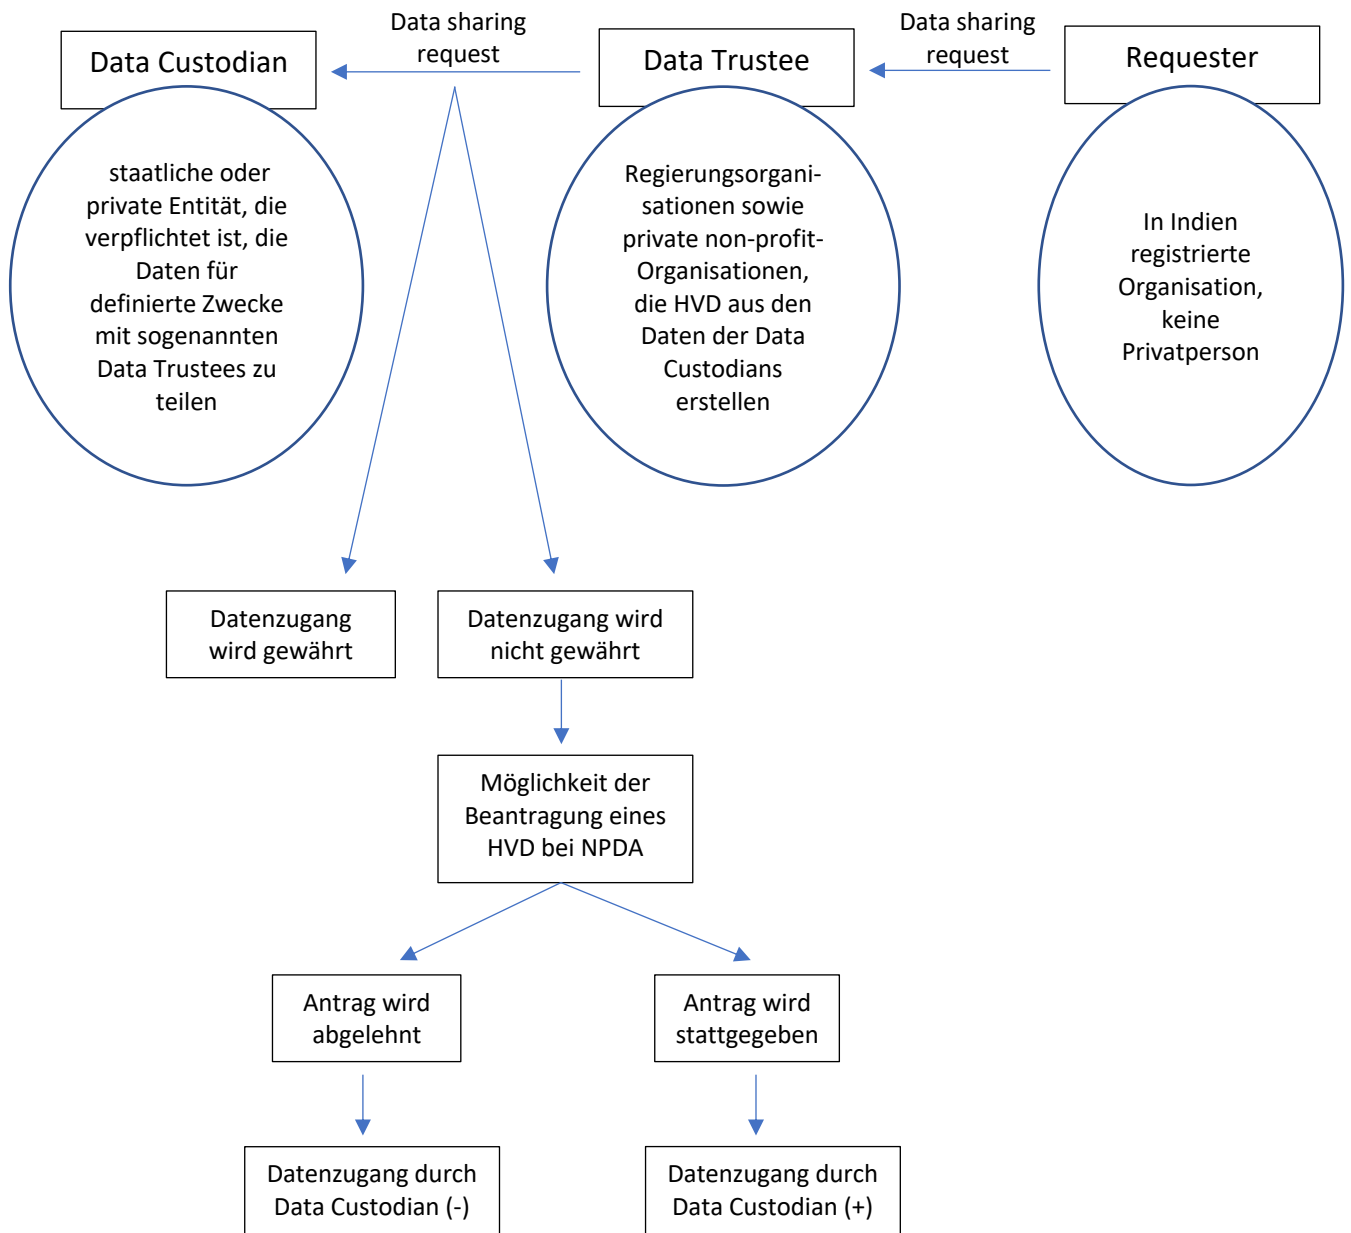 Data sharing
request
Data sharing
request
Data Custodian
Data Trustee
Requester
staatliche oder
private Entität, die
verpflichtet ist, die
Daten für
definierte Zwecke
mit sogenannten
Data Trustees zu
teilen
Regierungsorgani-
sationen sowie
private non-profit-
Organisationen,
die HVD aus den
Daten der Data
Custodians
erstellen
In Indien
registrierte
Organisation,
keine
Privatperson
Datenzugang
wird gewährt
Datenzugang wird
nicht gewährt
Möglichkeit der
Beantragung eines
HVD bei NPDA
Antrag wird
abgelehnt
Antrag wird
stattgegeben
Datenzugang durch
Data Custodian (-)
Datenzugang durch
Data Custodian (+)